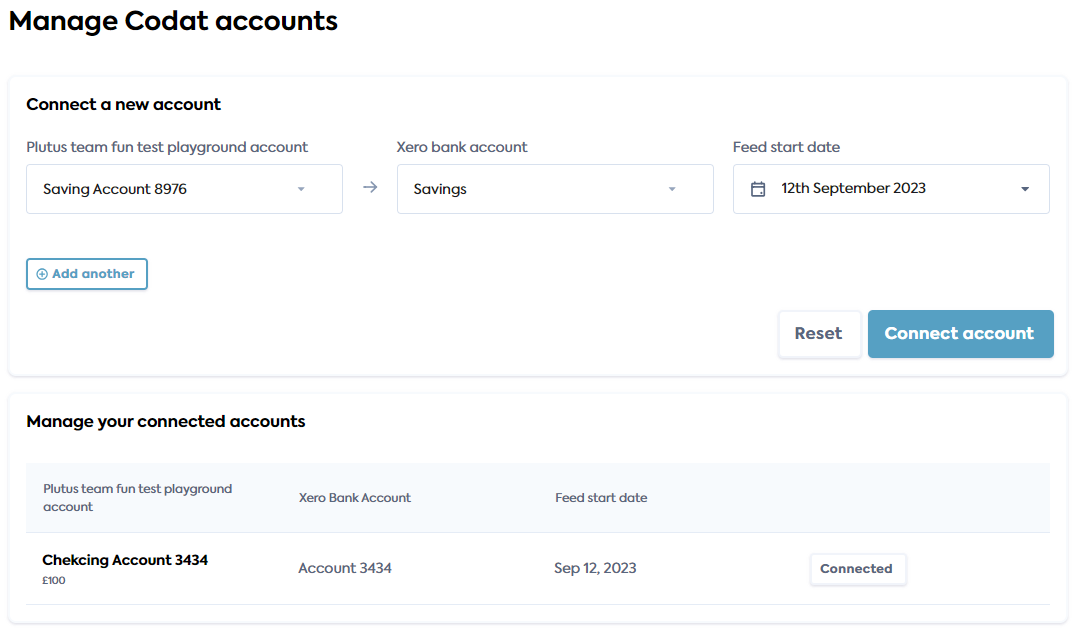 Manage Codat accounts
Connect a new account
Plutus team fun test playground account
Xero bank account
Feed start date
Saving Account 8976
Savings
12th September 2023
Add another
Reset
Connect account
Manage your connected accounts
Plutus team fun test playground
account
Xero Bank Account
Feed start date
Chekcing Account 3434
£100
Account 3434
Sep 12, 2023
Connected